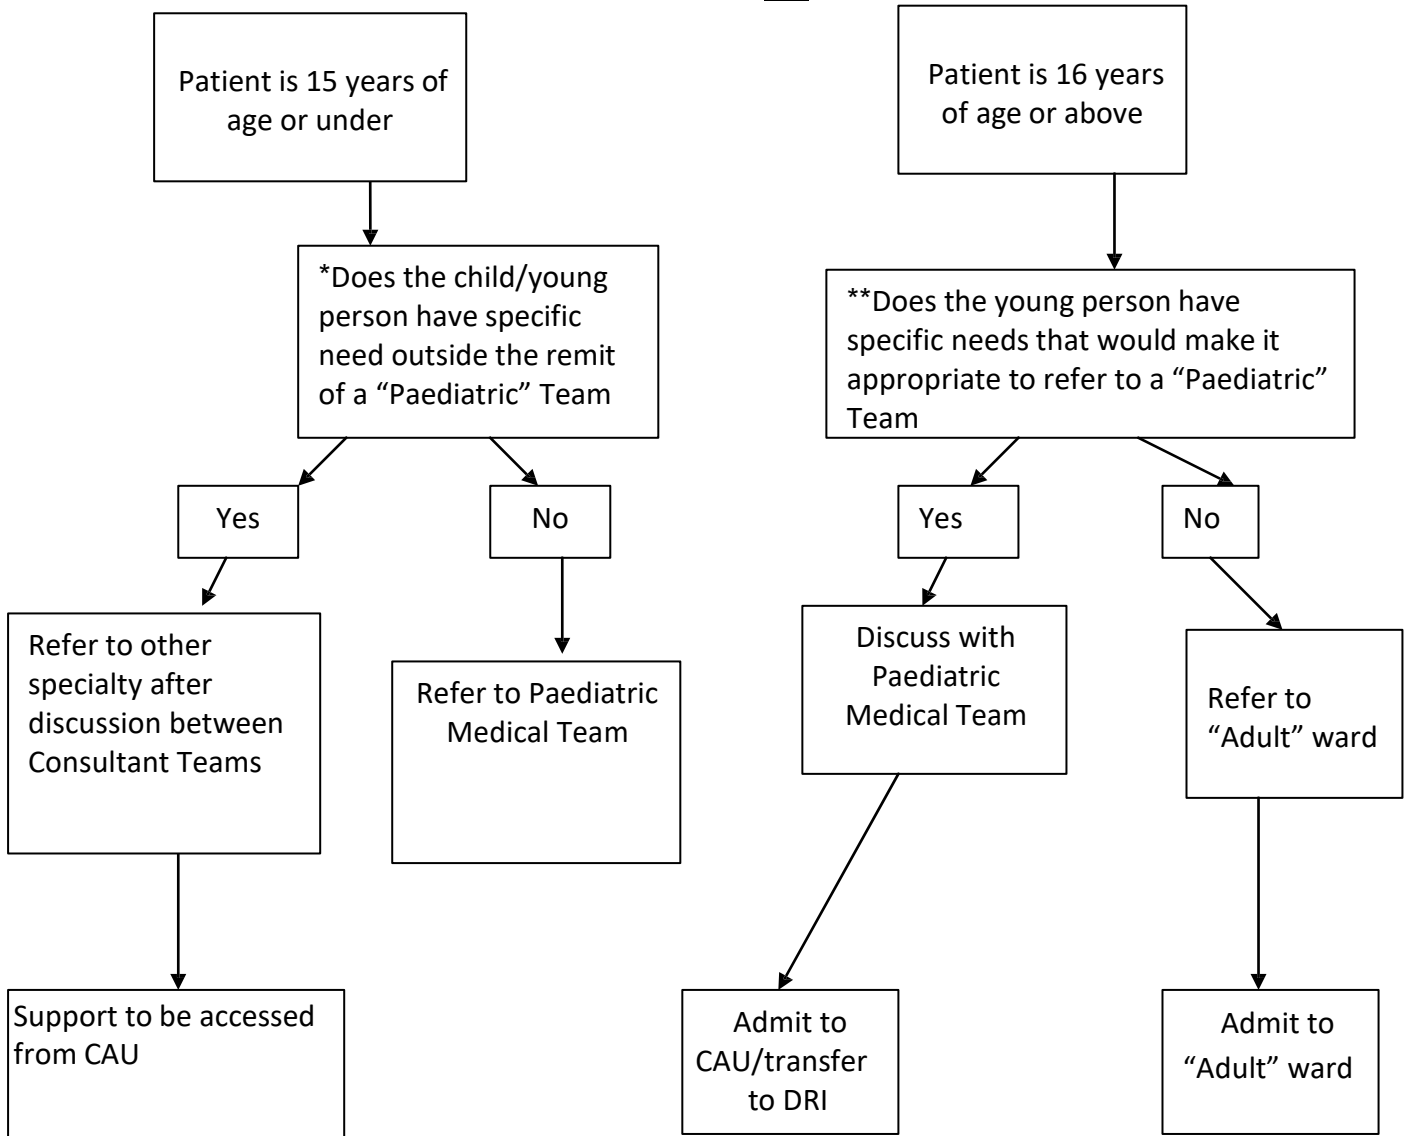 Patient is 15 years of
age or under
Patient is 16 years
of age or above
*Does the child/young
person have specific
need outside the remit
of a “Paediatric” Team
**Does the young person have
specific needs that would make it
appropriate to refer to a “Paediatric”
Team
Yes
No
Yes
No
Refer to other
specialty after
discussion between
Consultant Teams
Refer to Paediatric
Medical Team
Discuss with
Paediatric
Medical Team
Refer to
“Adult” ward
Support to be accessed
from CAU
Admit to
CAU/transfer
to DRI
Admit to
“Adult” ward